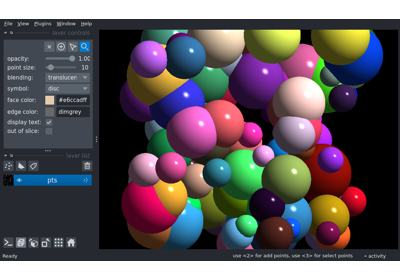 File View Plugins Window Help
layer controls
opacity: 1.00
point size: 10
blending: translucen
symbol: disc
face color: #e6ccadff
edge color: dimgrey
display text:
out of slice:
layer list
pts
Ready
use <2> for add points, use <3> for select points
activity